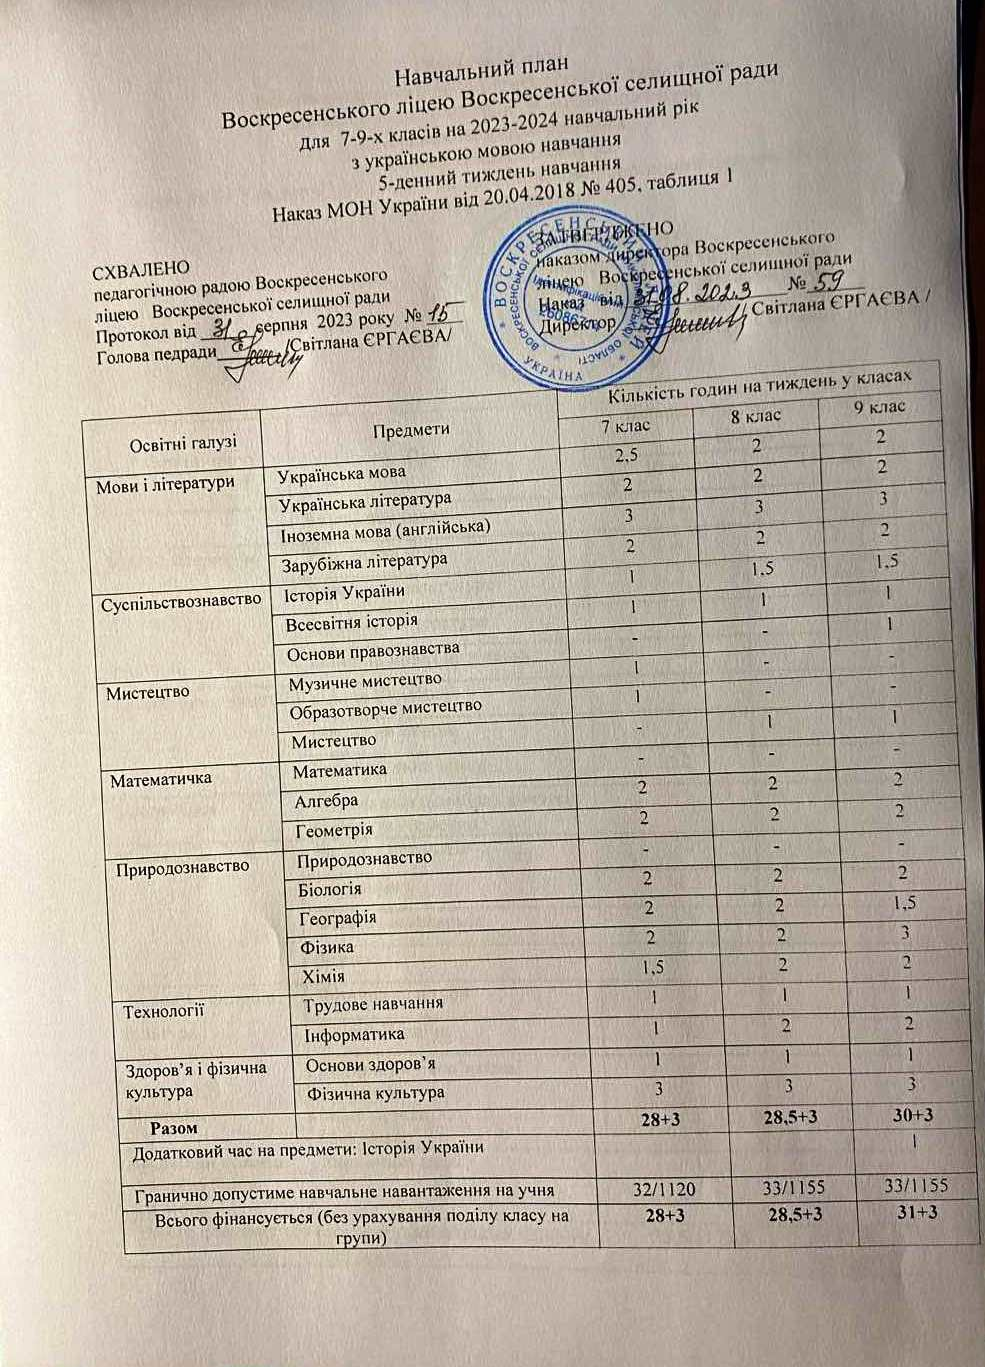 Навчальний план
Воскресенського ліцею Воскресенської селищної ради
для 7-9-х класів на 2023-2024 навчальний рік
з українською мовою навчання
5-денний тиждень навчання
Наказ МОН України від 20.04.2018 № 405, таблиця 1
СХВАЛЕНО
педагогічною радою Воскресенського
ліцею Воскресенської селищної ради
Протокол від 31 серпня 2023 року № 15
Голова педради /Світлана ЄРГАЄВА/
ЗАТВЕРДЖЕНО
наказом директора Воскресенського
ліцею Воскресенської селищної ради
Наказ від 31.08.2023 № 59
Директор Світлана ЄРГАЄВА /
ВОСКРЕСЕНСЬКИЙ ЛІЦЕЙ
УКРАЇНА
Освітні галузі Предмети Кількість годин на тиждень у класах
7 клас 8 клас 9 клас
Мови і літератури Українська мова 2,5 2 2
Українська література 2 2 2
Іноземна мова (англійська) 3 3 3
Зарубіжна література 2 2 2
Суспільствознавство Історія України 1 1,5 1,5
Всесвітня історія 1 1 1
Основи правознавства - - 1
Мистецтво Музичне мистецтво 1 - -
Образотворче мистецтво 1 - -
Мистецтво - 1 1
Математичка Математика - - -
Алгебра 2 2 2
Геометрія 2 2 2
Природознавство Природознавство - - -
Біологія 2 2 2
Географія 2 2 1,5
Фізика 2 2 3
Хімія 1,5 2 2
Технології Трудове навчання 1 1 1
Інформатика 1 2 2
Здоров’я і фізична культура Основи здоров’я 1 1 1
Фізична культура 3 3 3
Разом 28+3 28,5+3 30+3
Додатковий час на предмети: Історія України 1
Гранично допустиме навчальне навантаження на учня 32/1120 33/1155 33/1155
Всього фінансується (без урахування поділу класу на 28+3 28,5+3 31+3
групи)